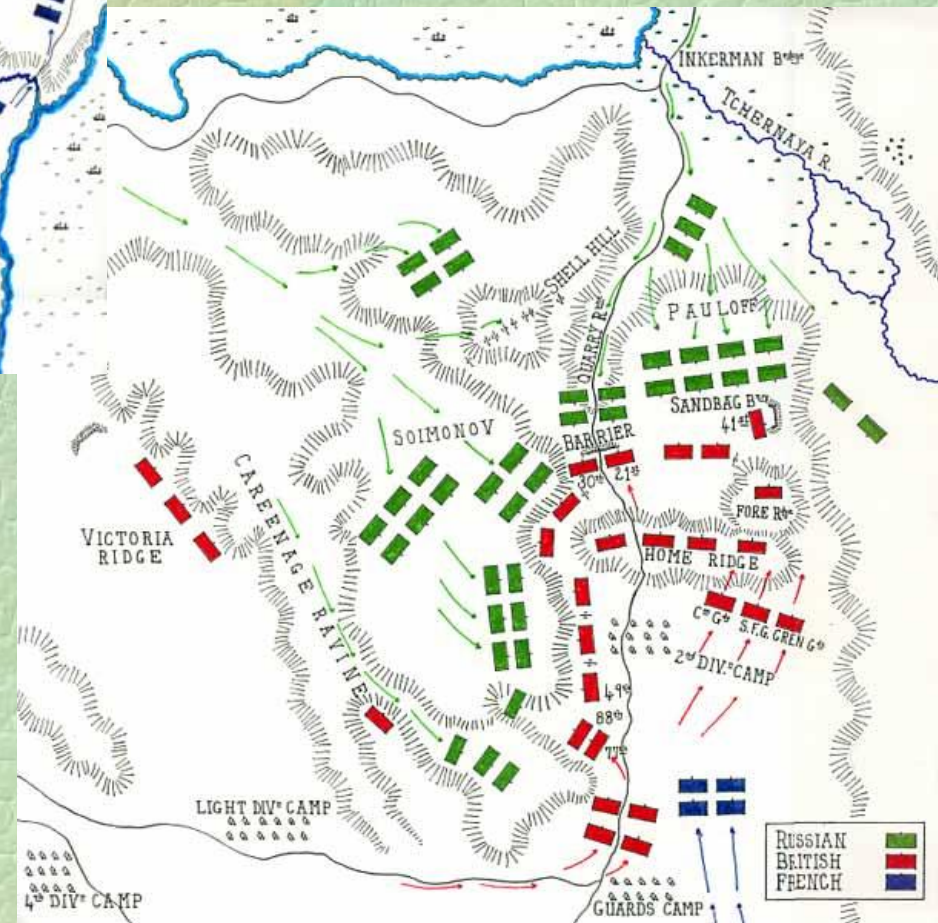 INKERMAN Bᵈᵍᵉ
TCHERNAYA R.
SHELL HILL
QUARRY Rⁿᵉ
PAULOFF
SANDBAG Bᵗʸ
41ˢᵗ
SOIMONOV
BARRIER
30ᵗʰ 21ˢᵗ
FORE Rᵈᵍᵉ
CAREENAGE RAVINE
VICTORIA
RIDGE
HOME RIDGE
Cᵐ Gᵈˢ S.F.G. GREN Gᵈˢ
2ⁿᵈ DIVⁿ CAMP
49ᵗʰ
88ᵗʰ
77ᵗʰ
LIGHT DIVⁿ CAMP
4ᵗʰ DIVⁿ CAMP
GUARDS CAMP
RUSSIAN
BRITISH
FRENCH